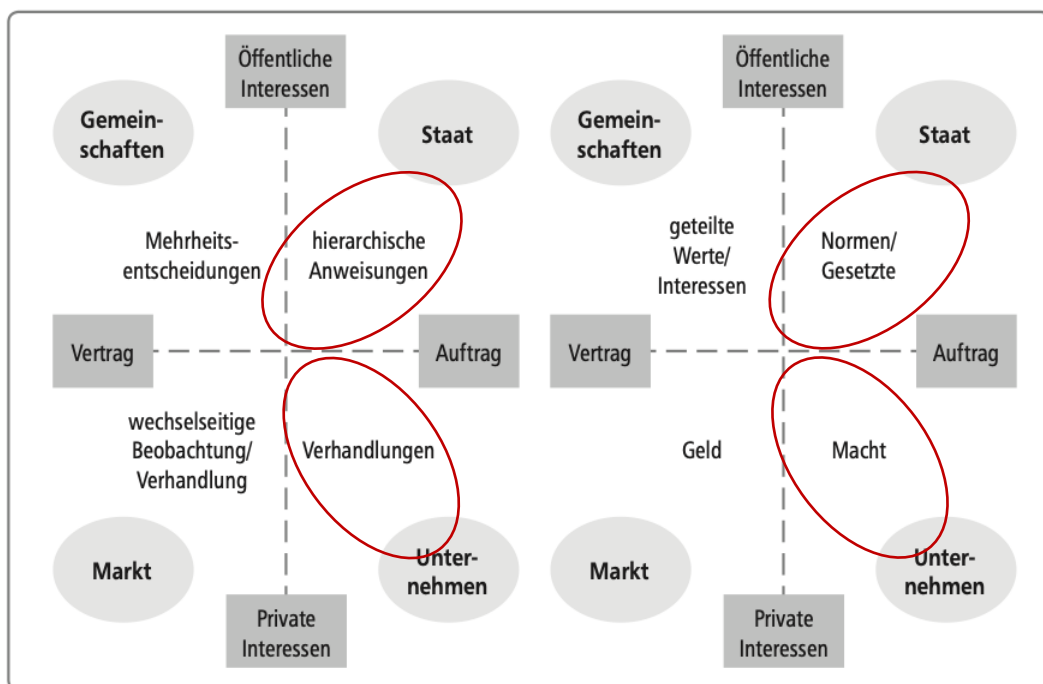 Öffentliche
Interessen
Gemein-
schaften
Staat
Mehrheits-
entscheidungen
hierarchische
Anweisungen
Vertrag
Auftrag
wechselseitige
Beobachtung/
Verhandlung
Verhandlungen
Markt
Unter-
nehmen
Private
Interessen
Öffentliche
Interessen
Gemein-
schaften
Staat
geteilte
Werte/
Interessen
Normen/
Gesetzte
Vertrag
Auftrag
Geld
Macht
Markt
Unter-
nehmen
Private
Interessen